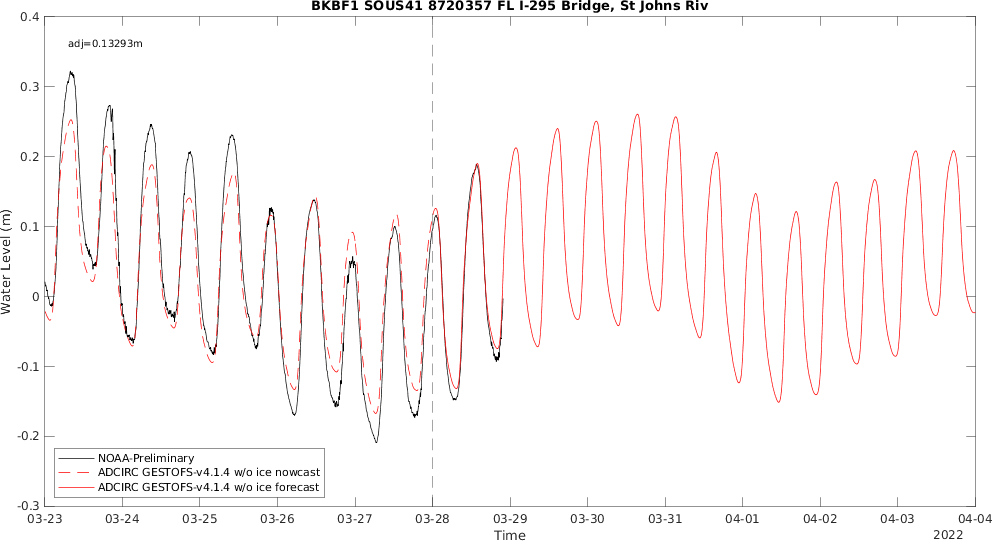 BKBF1 SOUS41 8720357 FL I-295 Bridge, St Johns Riv
adj=0.13293m
0.4
0.3
0.2
0.1
0
-0.1
-0.2
-0.3
Water Level (m)
NOAA-Preliminary
ADCIRC GESTOFS-v4.1.4 w/o ice nowcast
ADCIRC GESTOFS-v4.1.4 w/o ice forecast
03-23 03-24 03-25 03-26 03-27 03-28 03-29 03-30 03-31 04-01 04-02 04-03 04-04
Time
2022